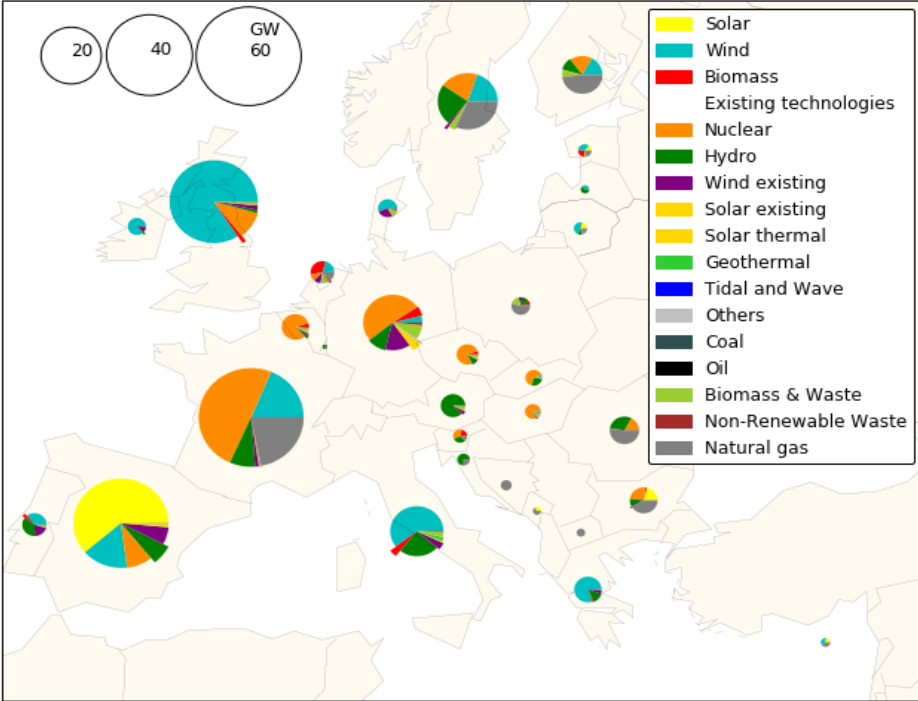 GW
20
40
60
Solar
Wind
Biomass
Existing technologies
Nuclear
Hydro
Wind existing
Solar existing
Solar thermal
Geothermal
Tidal and Wave
Others
Coal
Oil
Biomass & Waste
Non-Renewable Waste
Natural gas